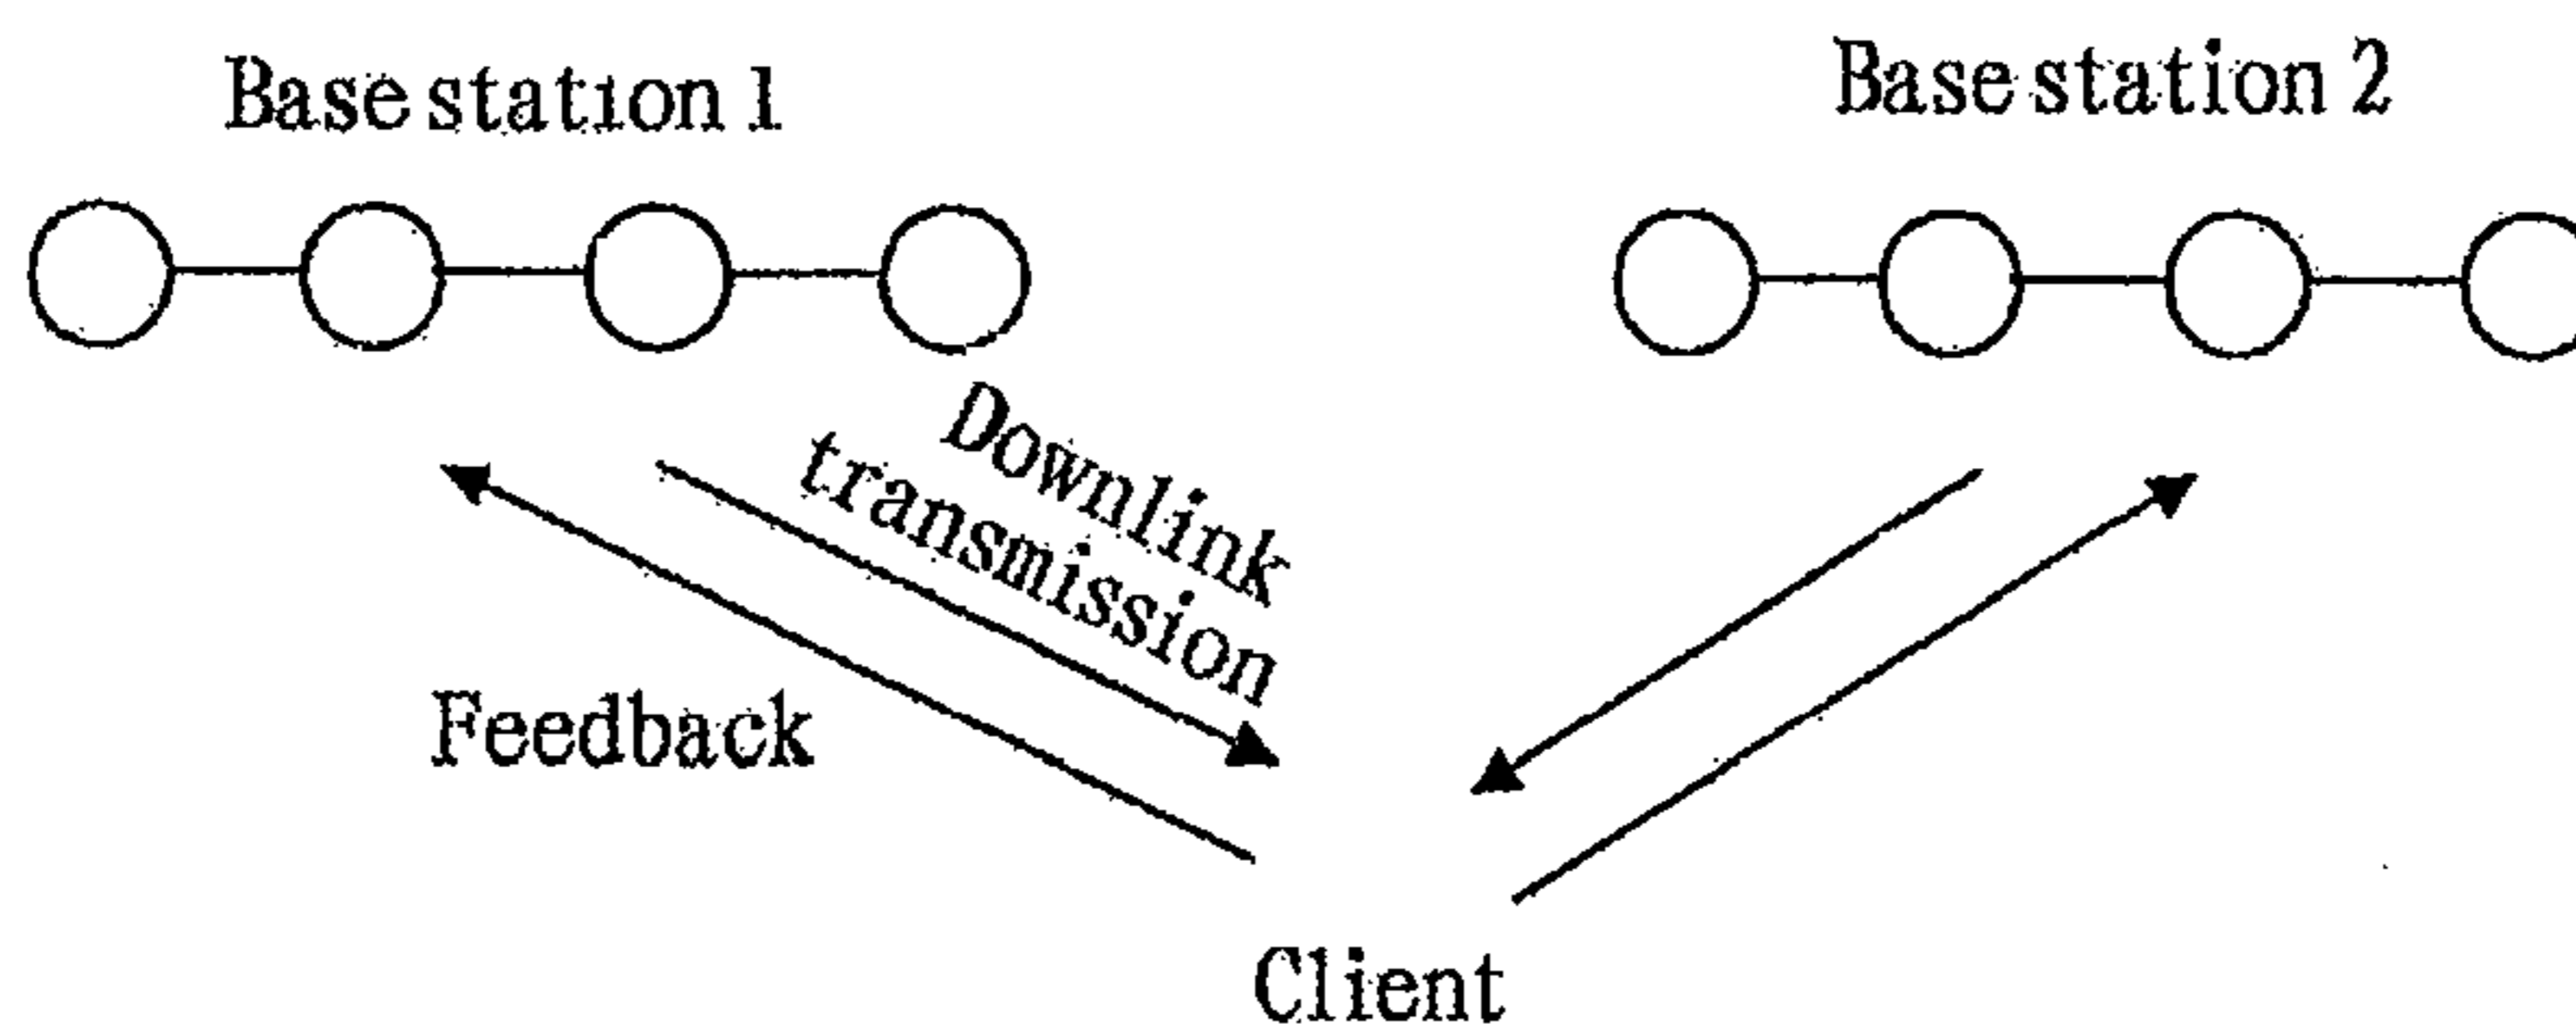 Base station 1
Base station 2
Downlink
transmission
Feedback
Client